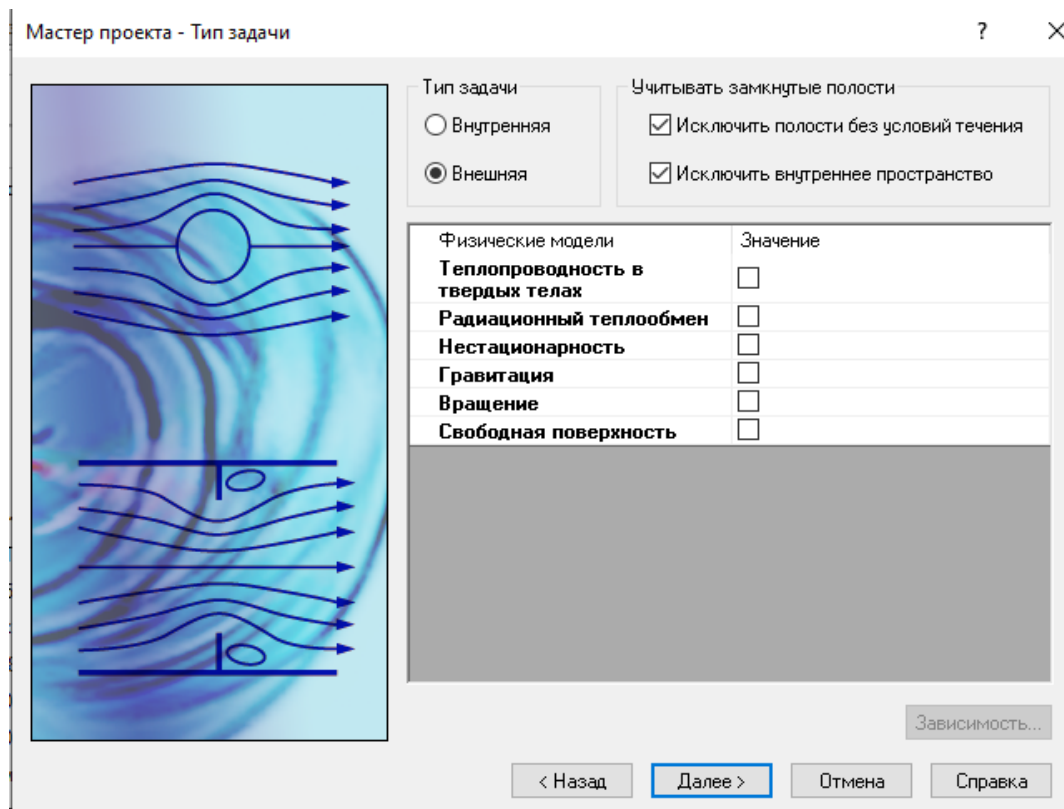 Мастер проекта - Тип задачи
?
Тип задачи
Внутренняя
Внешняя
Учитывать замкнутые полости
Исключить полости без условий течения
Исключить внутреннее пространство
Физические модели Значение
Теплопроводность в
твердых телах
Радиационный теплообмен
Нестационарность
Гравитация
Вращение
Свободная поверхность
Зависимость...
< Назад Далее > Отмена Справка